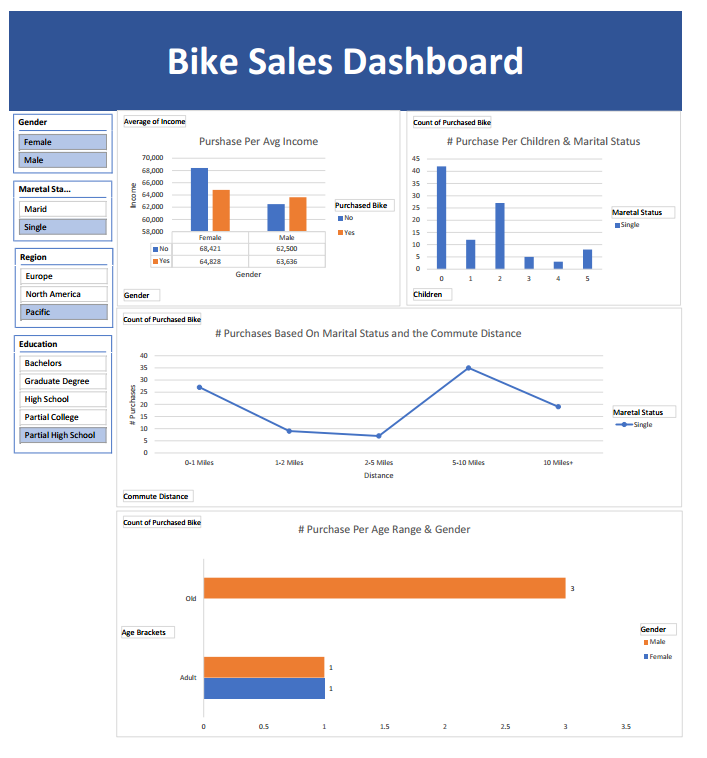 Bike Sales Dashboard
Gender
Female
Male
Maretal Sta...
Marid
Single
Region
Europe
North America
Pacific
Education
Bachelors
Graduate Degree
High School
Partial College
Partial High School
Average of Income
Purshase Per Avg Income
70,000
68,000
66,000
64,000
62,000
60,000
58,000
Income
Female Male
No 68,421 62,500
Yes 64,828 63,636
Gender
Purchased Bike
No
Yes
Gender
Count of Purchased Bike
# Purchase Per Children & Marital Status
45
40
35
30
25
20
15
10
5
0
0 1 2 3 4 5
Maretal Status
Single
Children
Count of Purchased Bike
# Purchases Based On Marital Status and the Commute Distance
40
35
30
25
20
15
10
5
0
# Purchases
0-1 Miles 1-2 Miles 2-5 Miles 5-10 Miles 10 Miles+
Distance
Maretal Status
Single
Commute Distance
Count of Purchased Bike
# Purchase Per Age Range & Gender
Old
3
Age Brackets
Adult
1
1
0 0.5 1 1.5 2 2.5 3 3.5
Gender
Male
Female